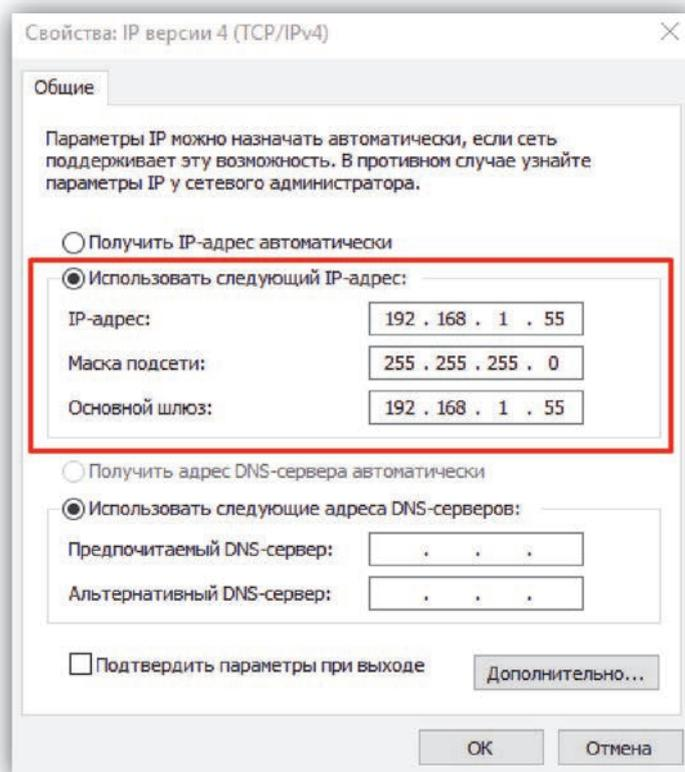 Свойства: IP версии 4 (TCP/IPv4)
Общие
Параметры IP можно назначать автоматически, если сеть
поддерживает эту возможность. В противном случае узнайте
параметры IP у сетевого администратора.
Получить IP-адрес автоматически
Использовать следующий IP-адрес:
IP-адрес: 192 . 168 . 1 . 55
Маска подсети: 255 . 255 . 255 . 0
Основной шлюз: 192 . 168 . 1 . 55
Получить адрес DNS-сервера автоматически
Использовать следующие адреса DNS-серверов:
Предпочитаемый DNS-сервер: . . .
Альтернативный DNS-сервер: . . .
Подтвердить параметры при выходе
Дополнительно...
OK Отмена